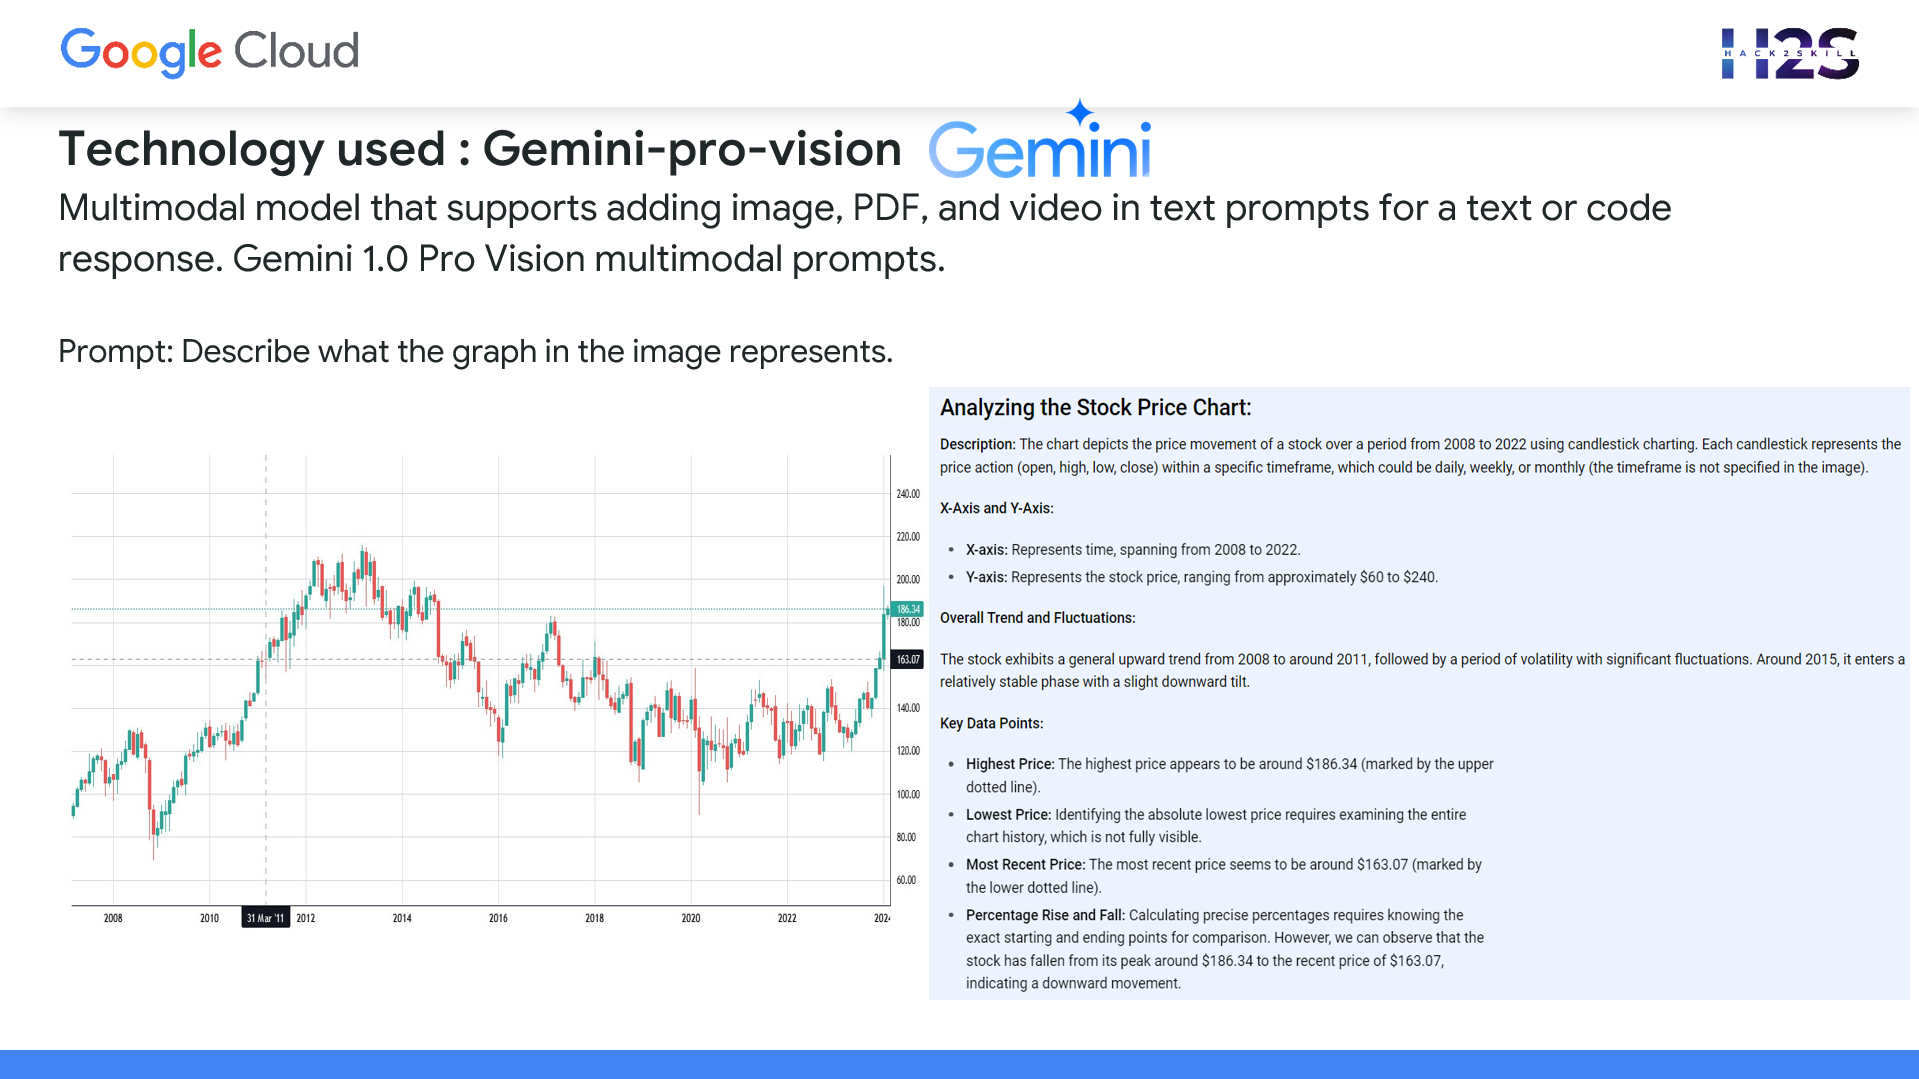 Google Cloud
H2S
HACK2SKILL
Technology used : Gemini-pro-vision
Gemini
Multimodal model that supports adding image, PDF, and video in text prompts for a text or code
response. Gemini 1.0 Pro Vision multimodal prompts.
Prompt: Describe what the graph in the image represents.
240.00
220.00
200.00
186.34
180.00
163.07
140.00
120.00
100.00
80.00
60.00
2008
2010
31 Mar '11
2012
2014
2016
2018
2020
2022
202
Analyzing the Stock Price Chart:
Description: The chart depicts the price movement of a stock over a period from 2008 to 2022 using candlestick charting. Each candlestick represents the
price action (open, high, low, close) within a specific timeframe, which could be daily, weekly, or monthly (the timeframe is not specified in the image).
X-Axis and Y-Axis:
• X-axis: Represents time, spanning from 2008 to 2022.
• Y-axis: Represents the stock price, ranging from approximately $60 to $240.
Overall Trend and Fluctuations:
The stock exhibits a general upward trend from 2008 to around 2011, followed by a period of volatility with significant fluctuations. Around 2015, it enters a
relatively stable phase with a slight downward tilt.
Key Data Points:
• Highest Price: The highest price appears to be around $186.34 (marked by the upper
dotted line).
• Lowest Price: Identifying the absolute lowest price requires examining the entire
chart history, which is not fully visible.
• Most Recent Price: The most recent price seems to be around $163.07 (marked by
the lower dotted line).
• Percentage Rise and Fall: Calculating precise percentages requires knowing the
exact starting and ending points for comparison. However, we can observe that the
stock has fallen from its peak around $186.34 to the recent price of $163.07,
indicating a downward movement.